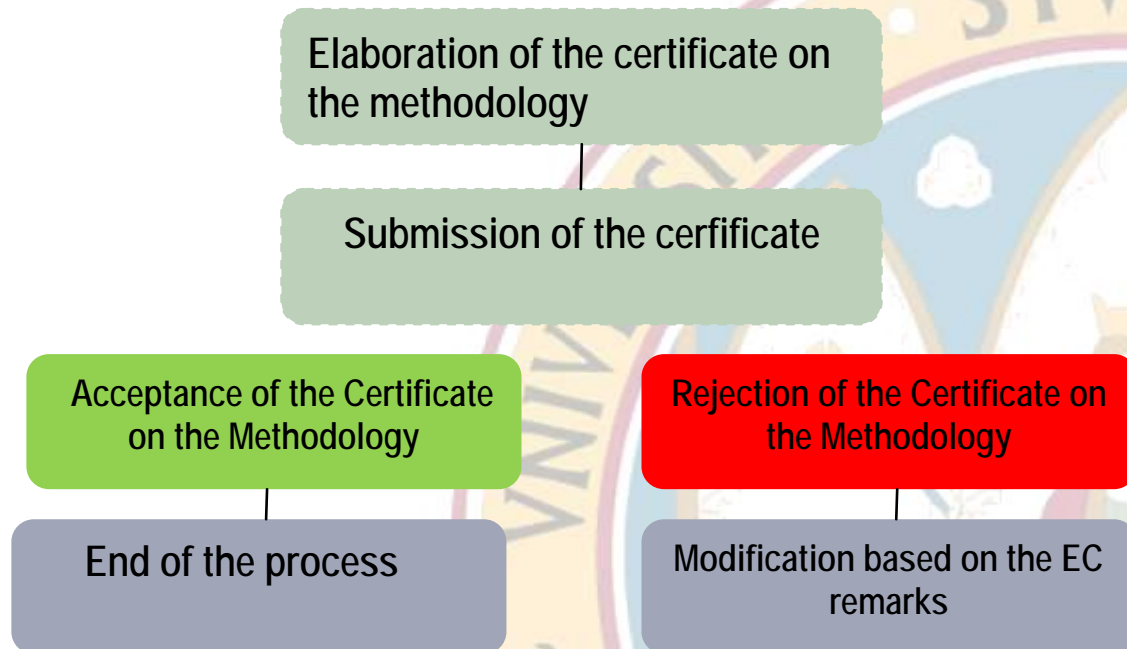 Elaboration of the certificate on
the methodology
Submission of the cerfificate
Acceptance of the Certificate
on the Methodology
Rejection of the Certificate on
the Methodology
End of the process
Modification based on the EC
remarks